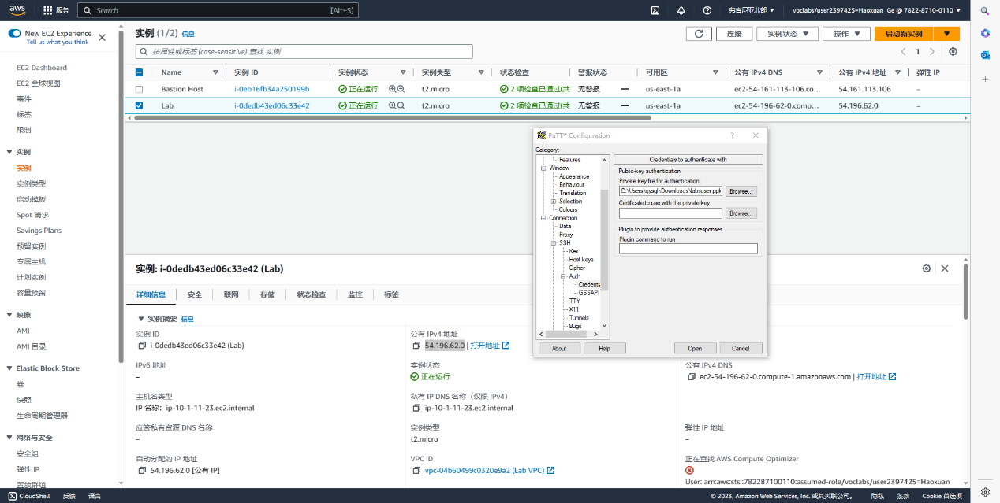 aws 服务 Search [Alt+S] 弗吉尼亚北部 voclabs/user2397425=Haoxuan_Ge @ 7822-8710-0110
New EC2 Experience
Tell us what you think
EC2 Dashboard
EC2 全球视图
事件
标签
限制
实例
实例
实例类型
启动模板
Spot 请求
Savings Plans
预留实例
专属主机
计划实例
容量预留
映像
AMI
AMI 目录
Elastic Block Store
卷
快照
生命周期管理器
网络与安全
安全组
弹性 IP
置放群组
实例 (1/2) 信息
连接 实例状态 操作 启动新实例
按属性或标签 (case-sensitive) 查找 实例
1
Name 实例 ID 实例状态 实例类型 状态检查 警报状态 可用区 公有 IPv4 DNS 公有 IPv4 地址 弹性 IP
Bastion Host i-0eb16fb34a250199b 正在运行 t2.micro 2 项检查已通过(共 无警报 us-east-1a ec2-54-161-113-106.co... 54.161.113.106 –
Lab i-0dedb43ed06c33e42 正在运行 t2.micro 2 项检查已通过(共 无警报 us-east-1a ec2-54-196-62-0.comp... 54.196.62.0 –
PuTTY Configuration ?
Category:
Features
Window
Appearance
Behaviour
Translation
Selection
Colours
Connection
Data
Proxy
SSH
Kex
Host keys
Cipher
Auth
Credenti
GSSAPI
TTY
X11
Tunnels
Bugs
Credentials to authenticate with
Public-key authentication
Private key file for authentication:
C:\Users\gysgl\Downloads\labsuser.ppk Browse...
Certificate to use with the private key:
Browse...
Plugin to provide authentication responses
Plugin command to run
About Help Open Cancel
实例: i-0dedb43ed06c33e42 (Lab)
详细信息 安全 联网 存储 状态检查 监控 标签
实例摘要 信息
实例 ID
i-0dedb43ed06c33e42 (Lab)
公有 IPv4 地址
54.196.62.0 | 打开地址
IPv6 地址
–
实例状态
正在运行
公有 IPv4 DNS
ec2-54-196-62-0.compute-1.amazonaws.com | 打开地址
主机名类型
IP 名称: ip-10-1-11-23.ec2.internal
私有 IP DNS 名称（仅限 IPv4）
ip-10-1-11-23.ec2.internal
应答私有资源 DNS 名称
–
实例类型
t2.micro
弹性 IP 地址
–
自动分配的 IP 地址
54.196.62.0 [公有 IP]
VPC ID
vpc-04b60499c0320e9a2 (Lab VPC)
正在查找 AWS Compute Optimizer
User: arn:aws:sts::782287100110:assumed-role/voclabs/user2397425=Haoxuan
CloudShell 反馈 语言 © 2023, Amazon Web Services, Inc. 或其关联公司。 隐私 条款 Cookie 首选项